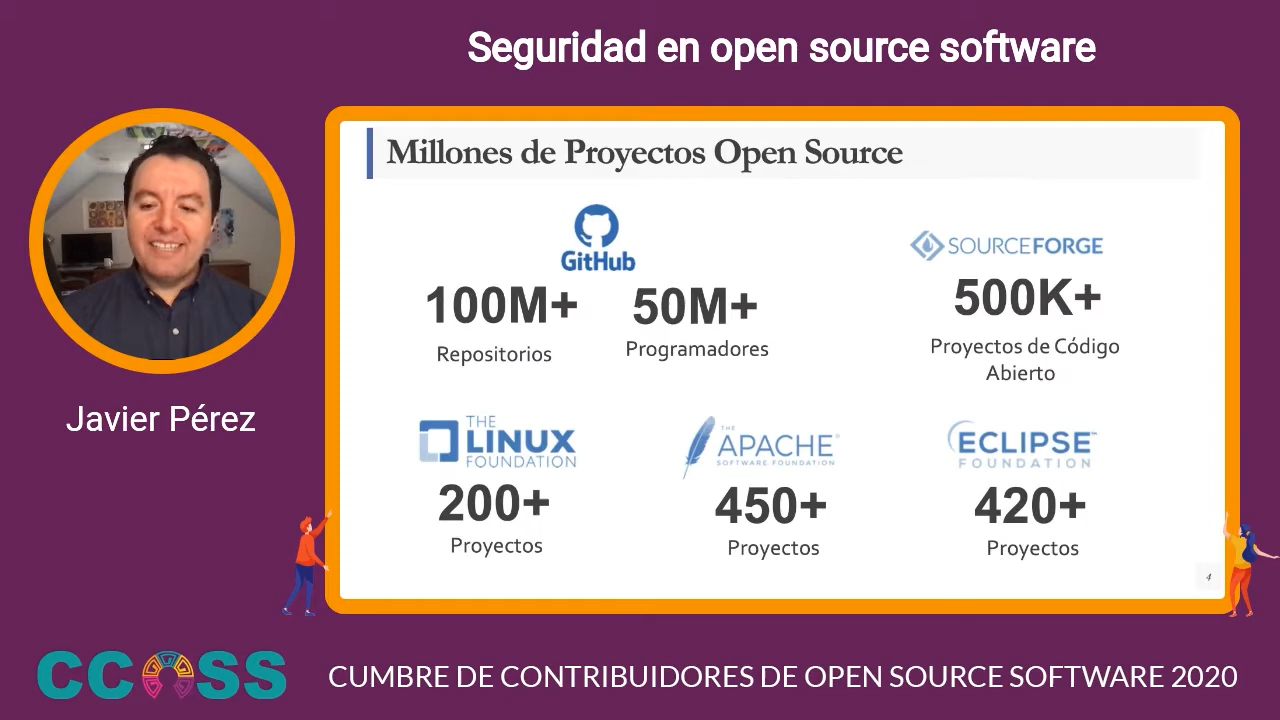 Seguridad en open source software
Millones de Proyectos Open Source
GitHub
100M+
Repositorios
50M+
Programadores
SOURCEFORGE
500K+
Proyectos de Código
Abierto
THE
LINUX
FOUNDATION
200+
Proyectos
THE
APACHE®
SOFTWARE FOUNDATION
450+
Proyectos
ECLIPSE™
FOUNDATION
420+
Proyectos
4
Javier Pérez
CCOSS
CUMBRE DE CONTRIBUIDORES DE OPEN SOURCE SOFTWARE 2020